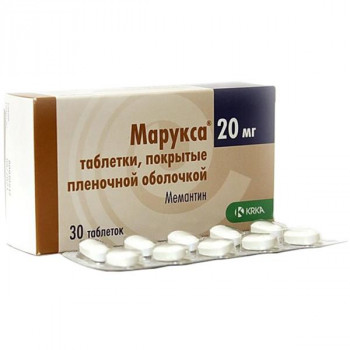 Марукса® 20 мг
таблетки, покрытые
пленочной оболочкой
Мемантин
KRKA
30 таблеток